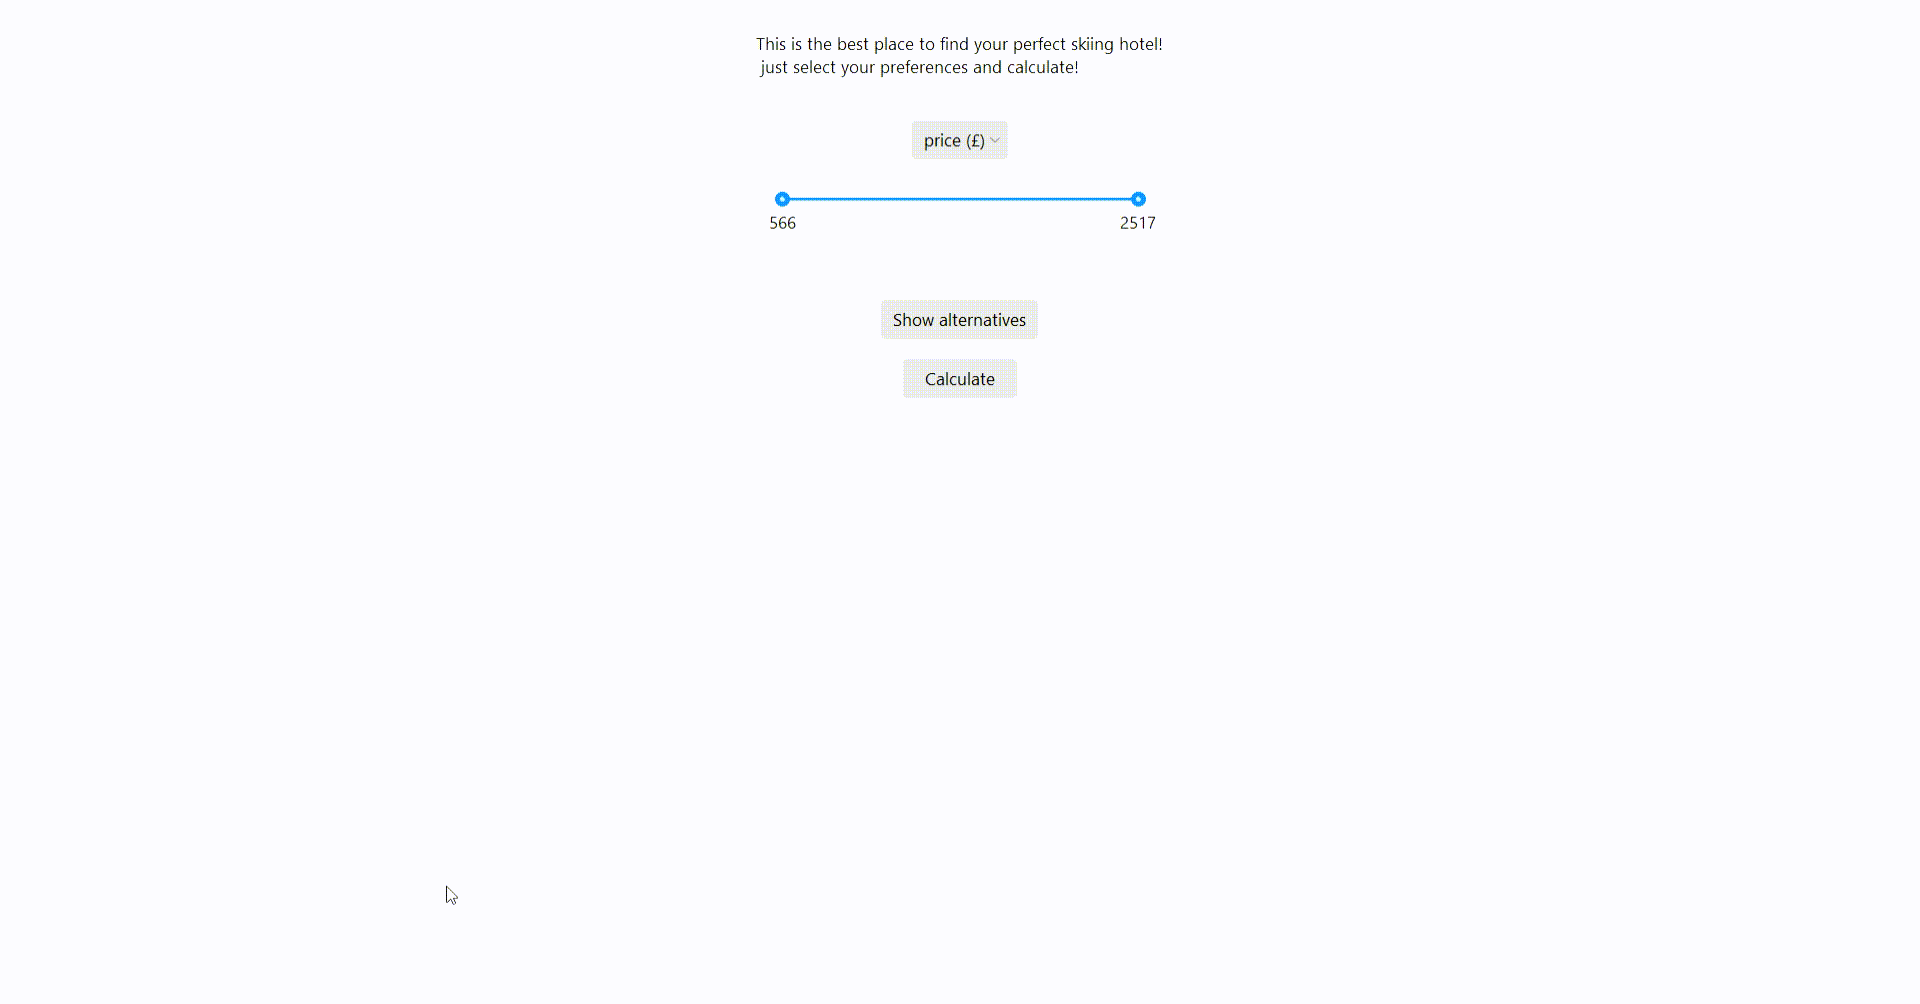 This is the best place to find your perfect skiing hotel!
just select your preferences and calculate!
price (£)
566 2517
Show alternatives
Calculate